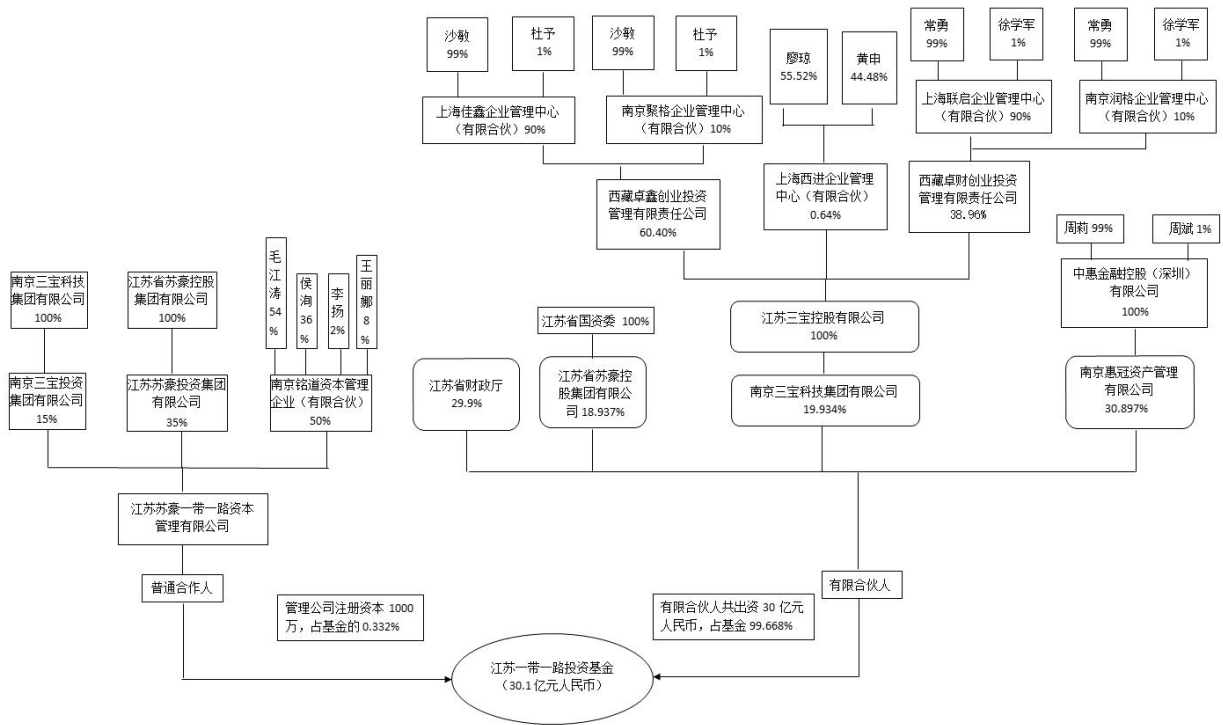 沙敏
99%
杜予
1%
沙敏
99%
杜予
1%
廖琼
55.52%
黄申
44.48%
常勇
99%
徐学军
1%
常勇
99%
徐学军
1%
上海佳鑫企业管理中心
（有限合伙）90%
南京聚格企业管理中心
（有限合伙）10%
上海联启企业管理中心
（有限合伙）90%
南京润格企业管理中心
（有限合伙）10%
西藏卓鑫创业投资
管理有限责任公司
60.40%
上海西进企业管理
中心（有限合伙）
0.64%
西藏卓财创业投资
管理有限责任公司
38.96%
周莉 99%
周斌 1%
南京三宝科技
集团有限公司
100%
江苏省苏豪控股
集团有限公司
100%
毛江涛54%
侯洵36%
李扬2%
王丽娜8%
中惠金融控股（深圳）
有限公司
100%
江苏省国资委 100%
江苏三宝控股有限公司
100%
南京三宝投资
集团有限公司
15%
江苏苏豪投资集团
有限公司
35%
南京铭道资本管理
企业（有限合伙）
50%
江苏省财政厅
29.9%
江苏省苏豪控
股集团有限公
司 18.937%
南京三宝科技集团有限公司
19.934%
南京惠冠资产管理
有限公司
30.897%
江苏苏豪一带一路资本
管理有限公司
普通合作人
有限合伙人
管理公司注册资本 1000
万，占基金的 0.332%
有限合伙人共出资 30 亿元
人民币，占基金 99.668%
江苏一带一路投资基金
（30.1 亿元人民币）